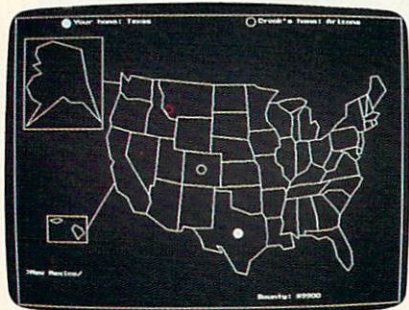 Your home: Texas
Crook's home: Arizona
>New Mexico/
Bounty: $9900